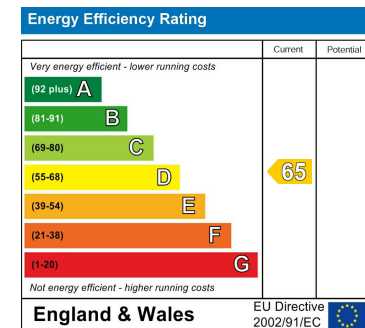 Energy Efficiency Rating
Current Potential
Very energy efficient - lower running costs
(92 plus) A
(81-91) B
(69-80) C
(55-68) D
65
(39-54) E
(21-38) F
(1-20) G
Not energy efficient - higher running costs
England & Wales
EU Directive
2002/91/EC